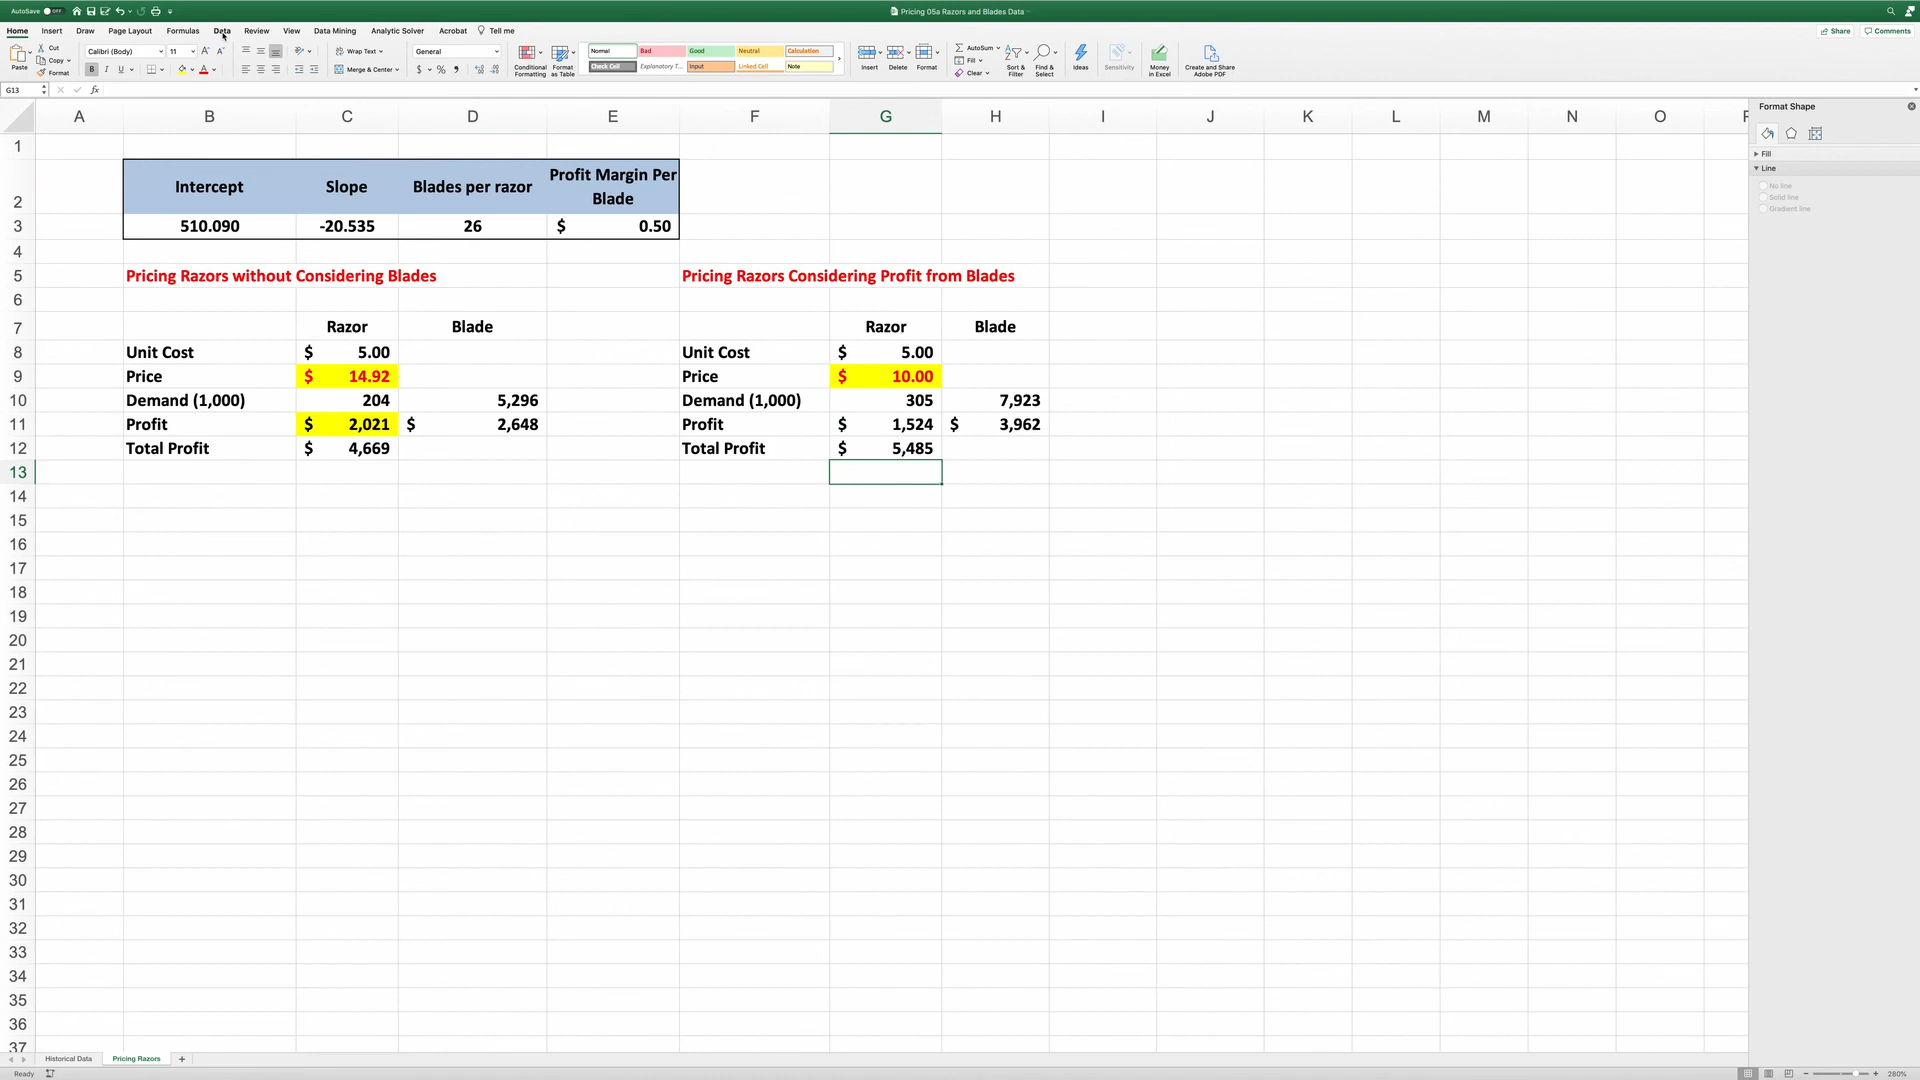 AutoSave OFF
Pricing 05a Razors and Blades Data
Home Insert Draw Page Layout Formulas Data Review View Data Mining Analytic Solver Acrobat Tell me
Share Comments
Paste
Cut
Copy
Format
Calibri (Body) 11
B I U
Wrap Text
Merge & Center
General
$ % ,
Conditional Formatting
Format as Table
Normal Bad Good Neutral Calculation
Check Cell Explanatory T... Input Linked Cell Note
Insert Delete Format
AutoSum
Fill
Clear
Sort & Filter
Find & Select
Ideas
Sensitivity
Money in Excel
Create and Share Adobe PDF
G13 fx
A B C D E F G H I J K L M N O
Format Shape
Fill
Line
No line
Solid line
Gradient line
1
2 Intercept Slope Blades per razor Profit Margin Per Blade
3 510.090 -20.535 26 $ 0.50
4
5 Pricing Razors without Considering Blades Pricing Razors Considering Profit from Blades
6
7 Razor Blade Razor Blade
8 Unit Cost $ 5.00 Unit Cost $ 5.00
9 Price $ 14.92 Price $ 10.00
10 Demand (1,000) 204 5,296 Demand (1,000) 305 7,923
11 Profit $ 2,021 $ 2,648 Profit $ 1,524 $ 3,962
12 Total Profit $ 4,669 Total Profit $ 5,485
13
14
15
16
17
18
19
20
21
22
23
24
25
26
27
28
29
30
31
32
33
34
35
36
37
Historical Data Pricing Razors +
Ready
280%